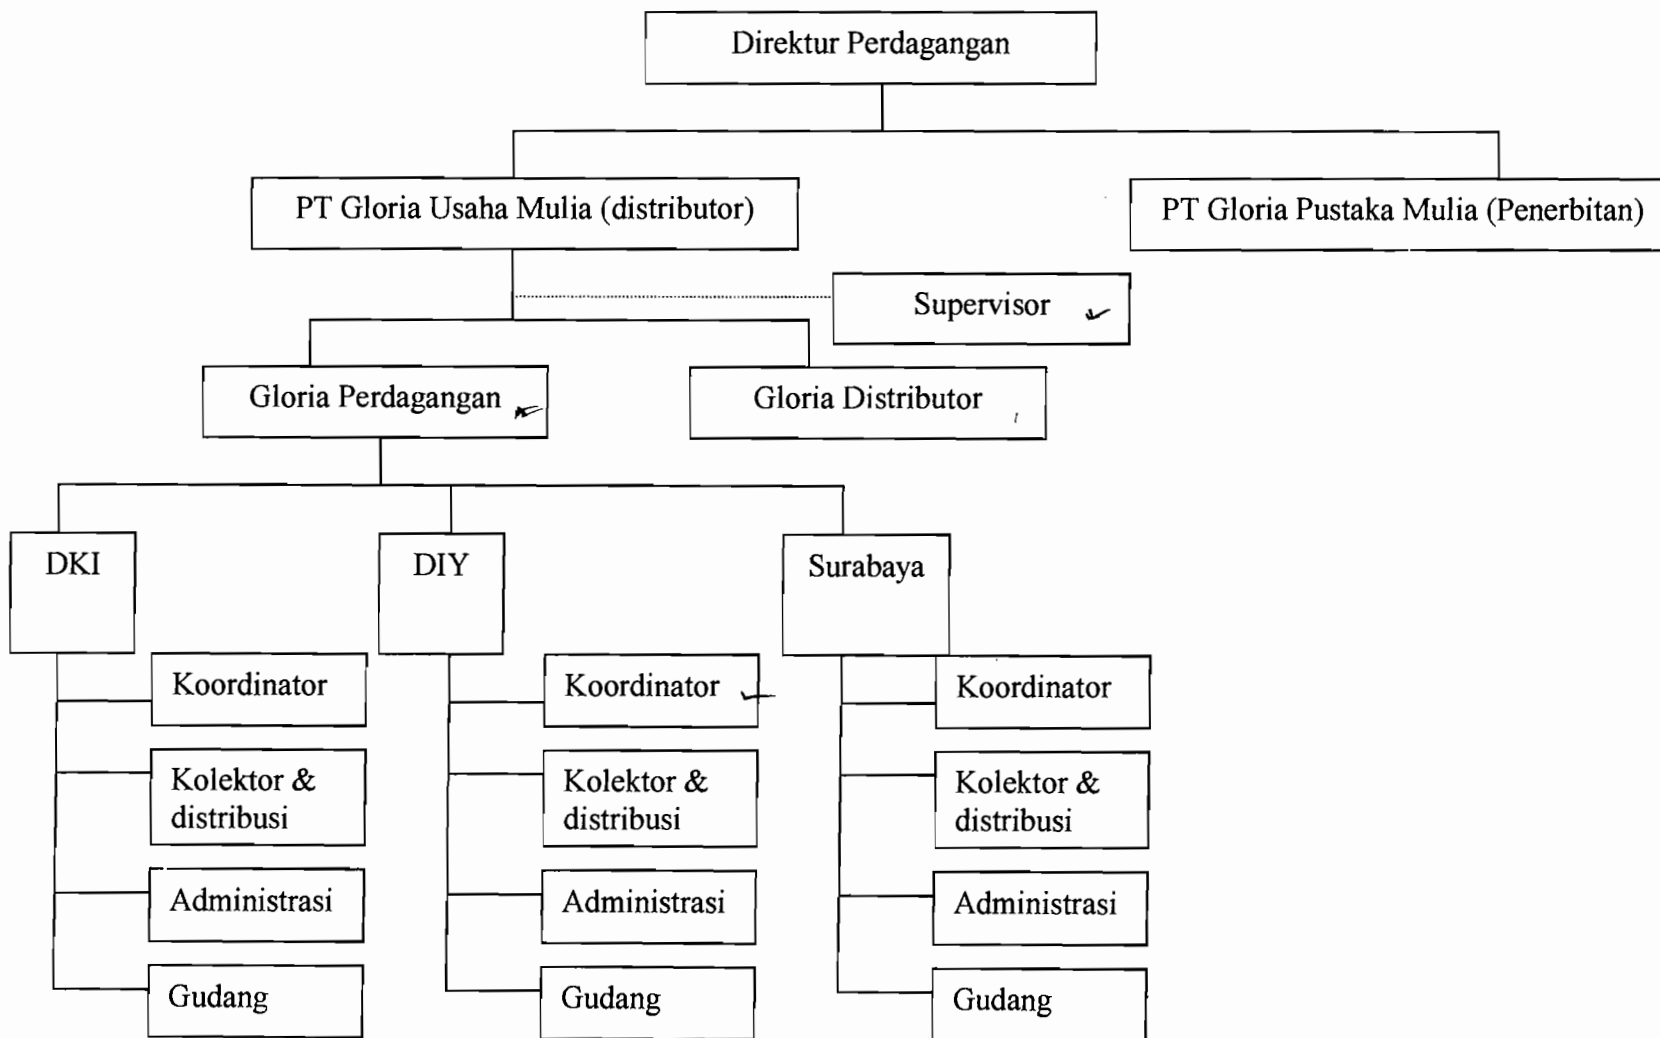 Direktur Perdagangan
PT Gloria Usaha Mulia (distributor)
PT Gloria Pustaka Mulia (Penerbitan)
Supervisor
Gloria Perdagangan
Gloria Distributor
DKI
DIY
Surabaya
Koordinator
Koordinator
Koordinator
Kolektor &
distribusi
Kolektor &
distribusi
Kolektor &
distribusi
Administrasi
Administrasi
Administrasi
Gudang
Gudang
Gudang